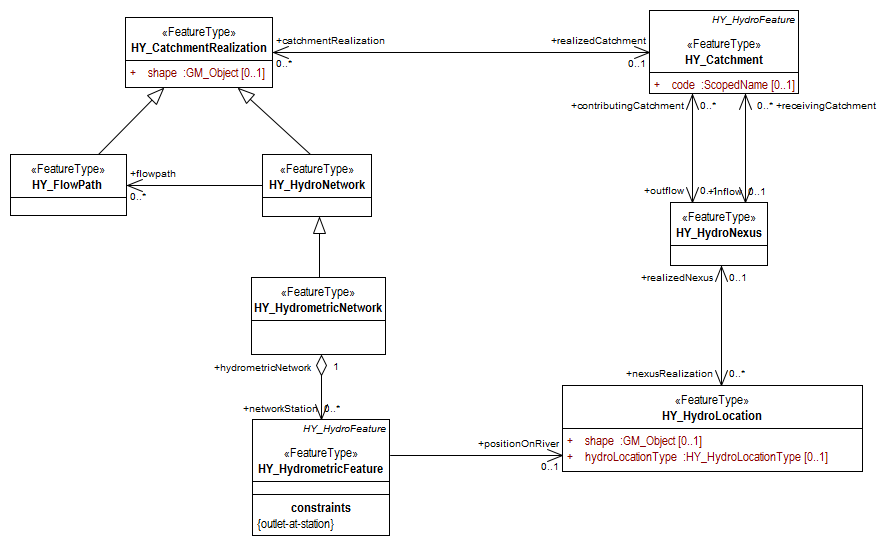 «FeatureType»
HY_CatchmentRealization
+ shape :GM_Object [0..1]
+catchmentRealization
0..*
+realizedCatchment
0..1
HY_HydroFeature
«FeatureType»
HY_Catchment
+ code :ScopedName [0..1]
+contributingCatchment 0..*
0..* +receivingCatchment
«FeatureType»
HY_FlowPath
+flowpath
0..*
«FeatureType»
HY_HydroNetwork
+outflow 0..1
+inflow 0..1
«FeatureType»
HY_HydroNexus
+realizedNexus 0..1
«FeatureType»
HY_HydrometricNetwork
+hydrometricNetwork 1
+nexusRealization 0..*
+networkStation 0..*
«FeatureType»
HY_HydroLocation
+ shape :GM_Object [0..1]
+ hydroLocationType :HY_HydroLocationType [0..1]
HY_HydroFeature
«FeatureType»
HY_HydrometricFeature
constraints
{outlet-at-station}
+positionOnRiver
0..1